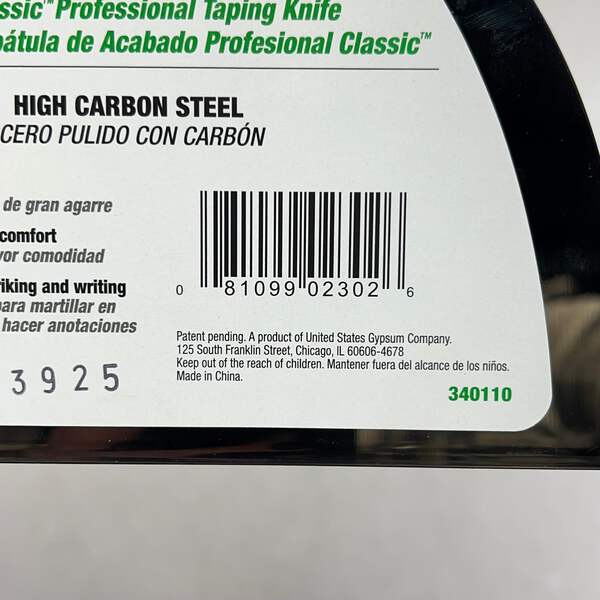 ssic™ Professional Taping Knife
pátula de Acabado Profesional Classic™
HIGH CARBON STEEL
CERO PULIDO CON CARBÓN
de gran agarre
comfort
yor comodidad
riking and writing
para martillar en
hacer anotaciones
3925
0 81099 02302 6
Patent pending. A product of United States Gypsum Company.
125 South Franklin Street, Chicago, IL 60606-4678
Keep out of the reach of children. Mantener fuera del alcance de los niños.
Made in China.
340110